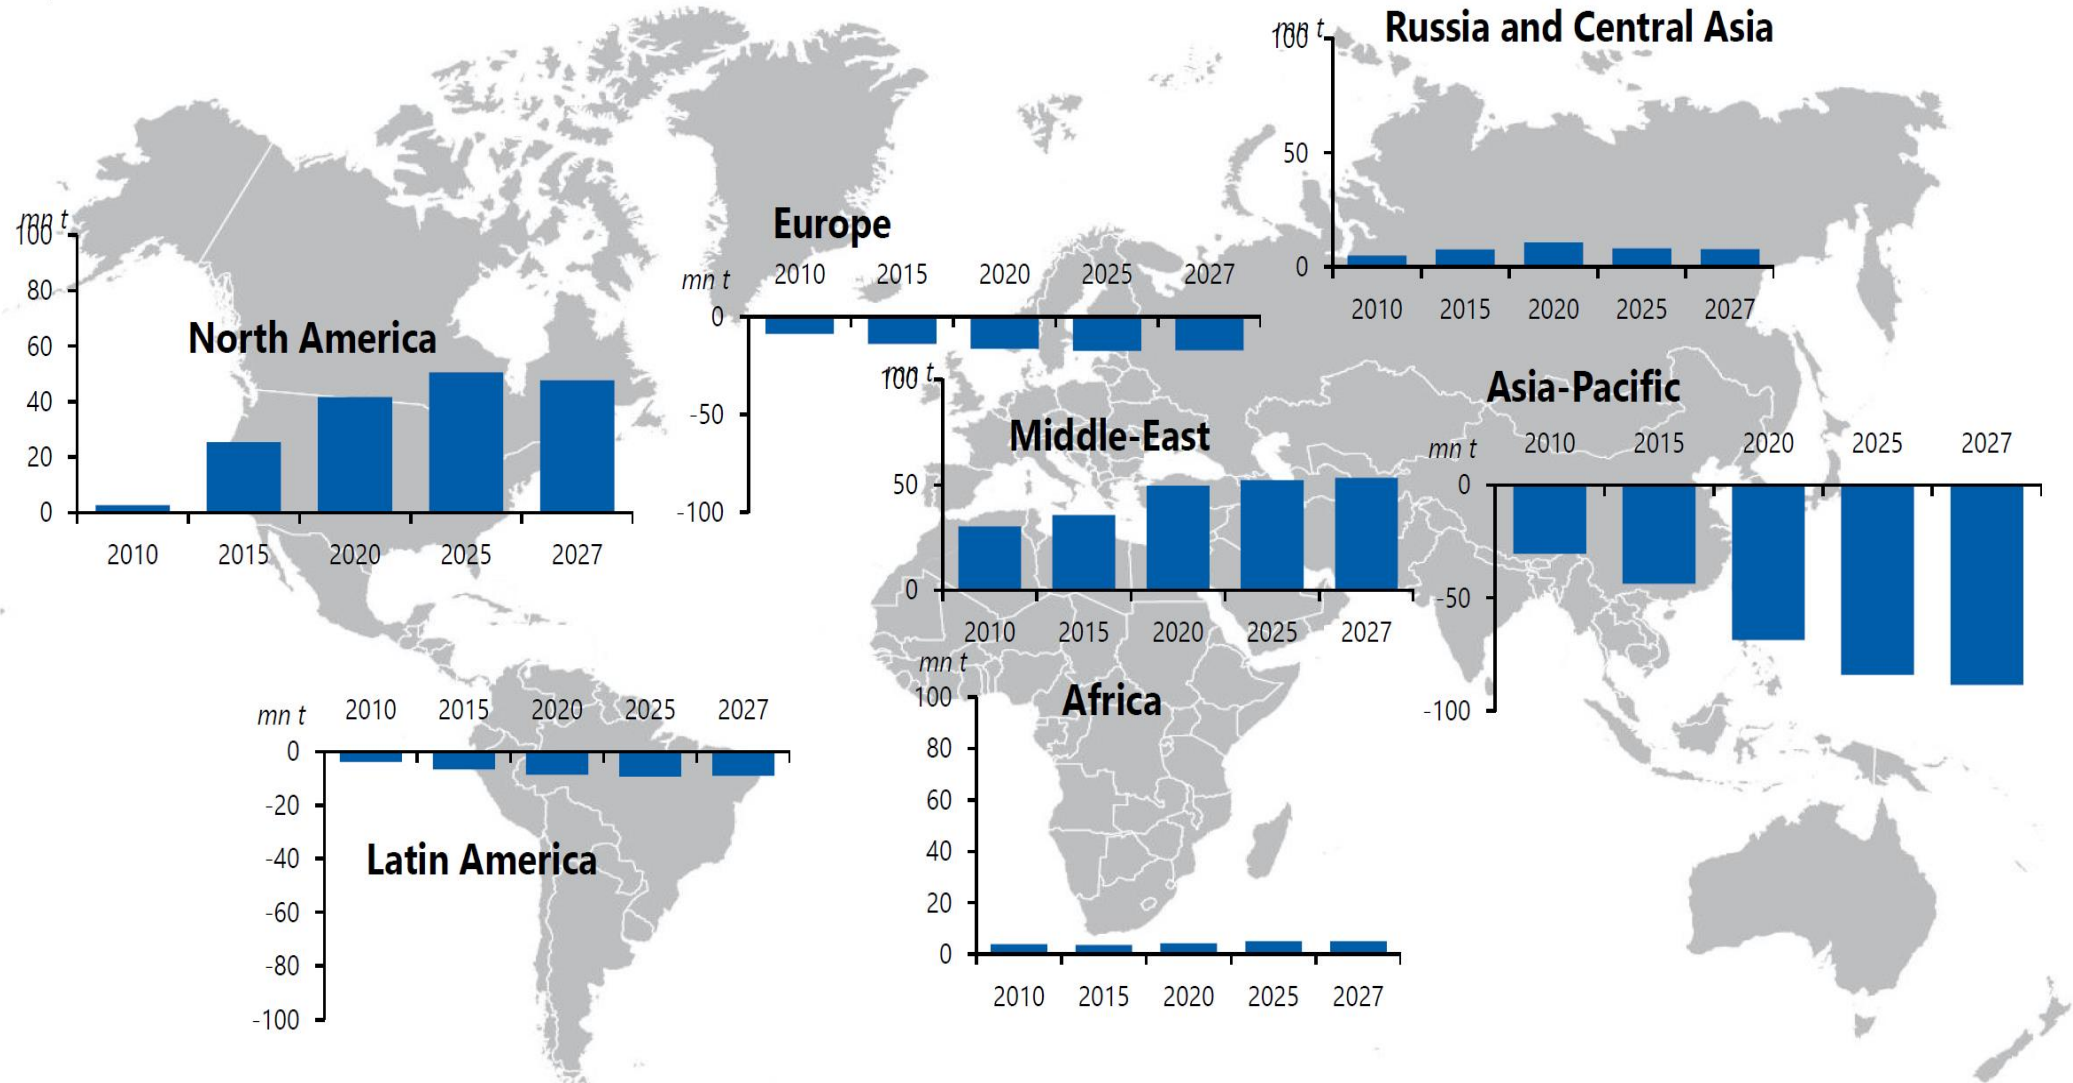 Russia and Central Asia
mn t
100
50
0
2010 2015 2020 2025 2027
North America
mn t
100
80
60
40
20
0
2010 2015 2020 2025 2027
Europe
mn t
2010 2015 2020 2025 2027
0
-50
-100
Middle-East
mn t
100
50
0
2010 2015 2020 2025 2027
Asia-Pacific
mn t
2010 2015 2020 2025 2027
0
-50
-100
Latin America
mn t
2010 2015 2020 2025 2027
0
-20
-40
-60
-80
-100
Africa
mn t
100
80
60
40
20
0
2010 2015 2020 2025 2027